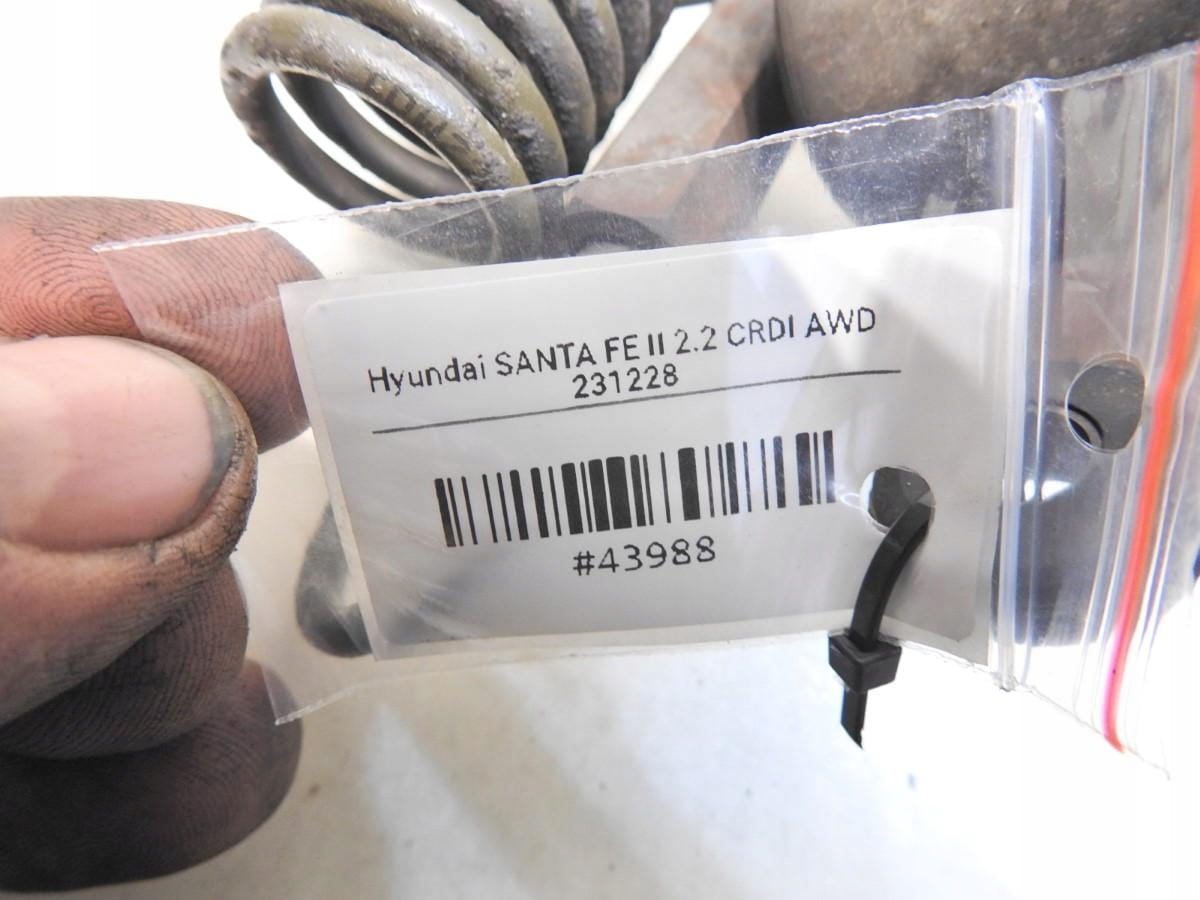 Hyundai SANTA FE II 2.2 CRDI AWD
231228
#43988